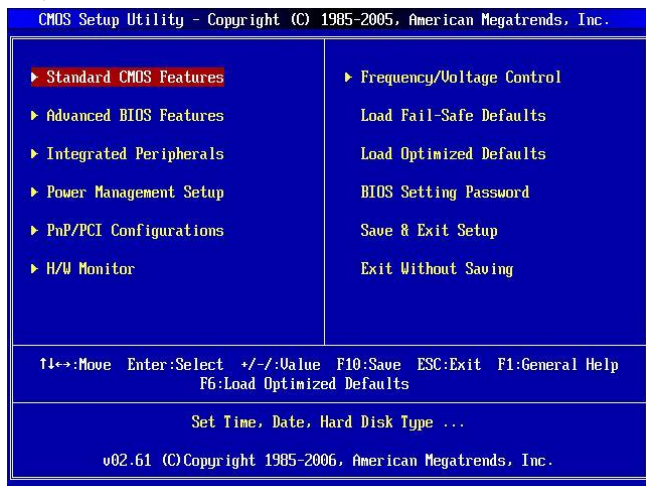 CMOS Setup Utility - Copyright (C) 1985-2005, American Megatrends, Inc.
Standard CMOS Features
Advanced BIOS Features
Integrated Peripherals
Power Management Setup
PnP/PCI Configurations
H/W Monitor
Frequency/Voltage Control
Load Fail-Safe Defaults
Load Optimized Defaults
BIOS Setting Password
Save & Exit Setup
Exit Without Saving
↑↓↔:Move Enter:Select +/-/:Value F10:Save ESC:Exit F1:General Help
F6:Load Optimized Defaults
Set Time, Date, Hard Disk Type ...
v02.61 (C)Copyright 1985-2006, American Megatrends, Inc.